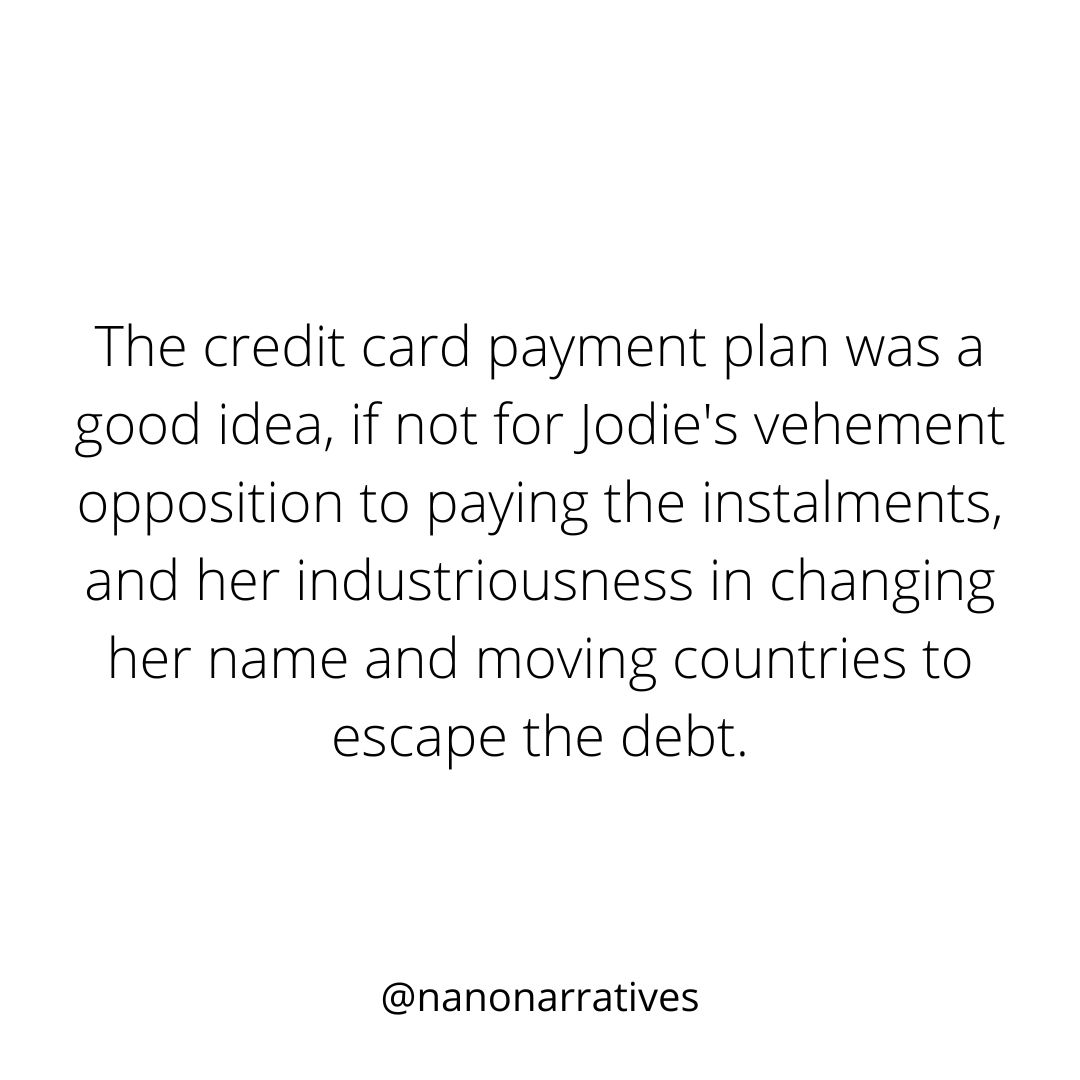 The credit card payment plan was a
good idea, if not for Jodie's vehement
opposition to paying the instalments,
and her industriousness in changing
her name and moving countries to
escape the debt.
@nanonarratives